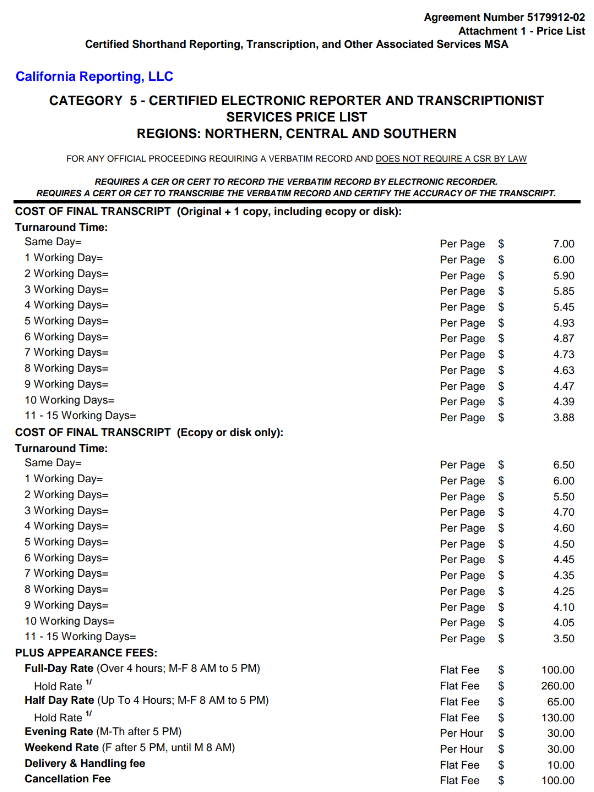 Agreement Number 5179912-02
Attachment 1 - Price List
Certified Shorthand Reporting, Transcription, and Other Associated Services MSA
California Reporting, LLC
CATEGORY 5 - CERTIFIED ELECTRONIC REPORTER AND TRANSCRIPTIONIST
SERVICES PRICE LIST
REGIONS: NORTHERN, CENTRAL AND SOUTHERN
FOR ANY OFFICIAL PROCEEDING REQUIRING A VERBATIM RECORD AND DOES NOT REQUIRE A CSR BY LAW
REQUIRES A CER OR CERT TO RECORD THE VERBATIM RECORD BY ELECTRONIC RECORDER.
REQUIRES A CERT OR CET TO TRANSCRIBE THE VERBATIM RECORD AND CERTIFY THE ACCURACY OF THE TRANSCRIPT.
COST OF FINAL TRANSCRIPT (Original + 1 copy, including ecopy or disk):
Turnaround Time:
Same Day= Per Page $ 7.00
1 Working Day= Per Page $ 6.00
2 Working Days= Per Page $ 5.90
3 Working Days= Per Page $ 5.85
4 Working Days= Per Page $ 5.45
5 Working Days= Per Page $ 4.93
6 Working Days= Per Page $ 4.87
7 Working Days= Per Page $ 4.73
8 Working Days= Per Page $ 4.63
9 Working Days= Per Page $ 4.47
10 Working Days= Per Page $ 4.39
11 - 15 Working Days= Per Page $ 3.88
COST OF FINAL TRANSCRIPT (Ecopy or disk only):
Turnaround Time:
Same Day= Per Page $ 6.50
1 Working Day= Per Page $ 6.00
2 Working Days= Per Page $ 5.50
3 Working Days= Per Page $ 4.70
4 Working Days= Per Page $ 4.60
5 Working Days= Per Page $ 4.50
6 Working Days= Per Page $ 4.45
7 Working Days= Per Page $ 4.35
8 Working Days= Per Page $ 4.25
9 Working Days= Per Page $ 4.10
10 Working Days= Per Page $ 4.05
11 - 15 Working Days= Per Page $ 3.50
PLUS APPEARANCE FEES:
Full-Day Rate (Over 4 hours; M-F 8 AM to 5 PM) Flat Fee $ 100.00
Hold Rate 1/ Flat Fee $ 260.00
Half Day Rate (Up To 4 Hours; M-F 8 AM to 5 PM) Flat Fee $ 65.00
Hold Rate 1/ Flat Fee $ 130.00
Evening Rate (M-Th after 5 PM) Per Hour $ 30.00
Weekend Rate (F after 5 PM, until M 8 AM) Per Hour $ 30.00
Delivery & Handling fee Flat Fee $ 10.00
Cancellation Fee Flat Fee $ 100.00